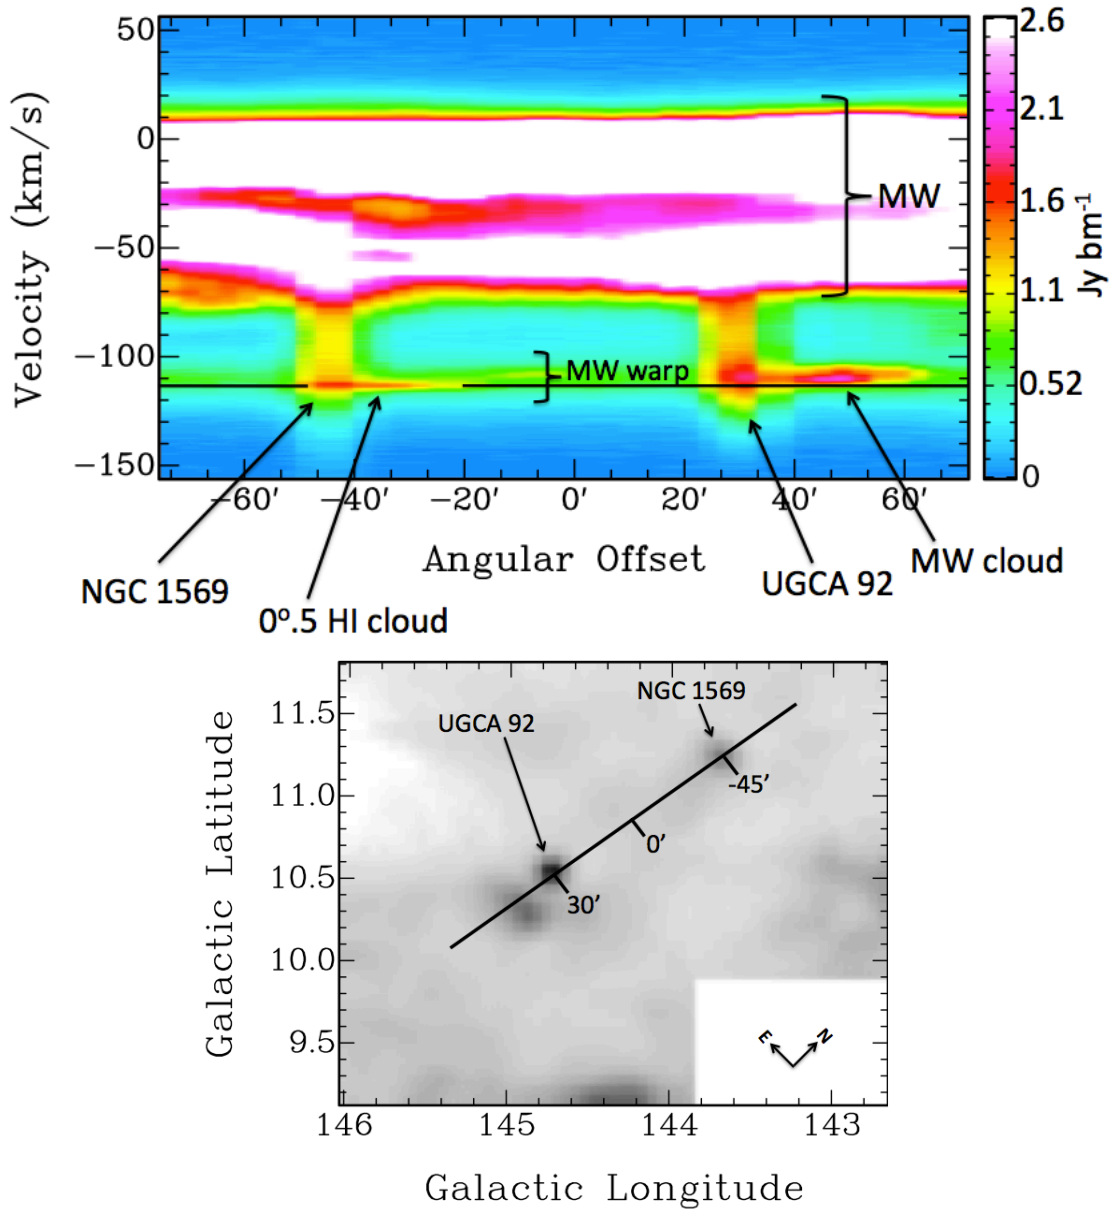 50
0
−50
−100
−150
Velocity (km/s)
MW
MW warp
2.6
2.1
1.6
1.1
0.52
0
Jy bm⁻¹
−60′ −40′ −20′ 0′ 20′ 40′ 60′
Angular Offset
NGC 1569
0º.5 HI cloud
UGCA 92
MW cloud
11.5
11.0
10.5
10.0
9.5
Galactic Latitude
NGC 1569
UGCA 92
-45’
0’
30’
E N
146 145 144 143
Galactic Longitude